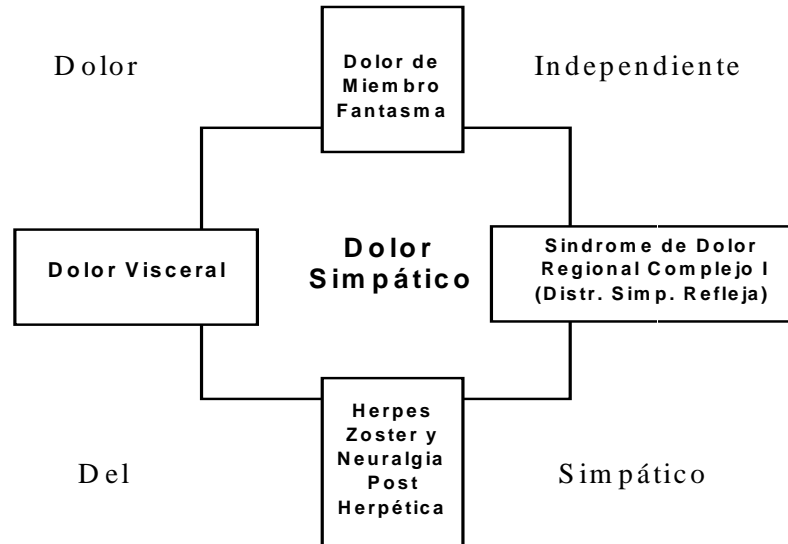 Dolor
Independiente
Dolor de
Miembro
Fantasma
Dolor Visceral
Dolor
Simpático
Sindrome de Dolor
Regional Complejo I
(Distr. Simp. Refleja)
Herpes
Zoster y
Neuralgia
Post
Herpética
Del
Simpático